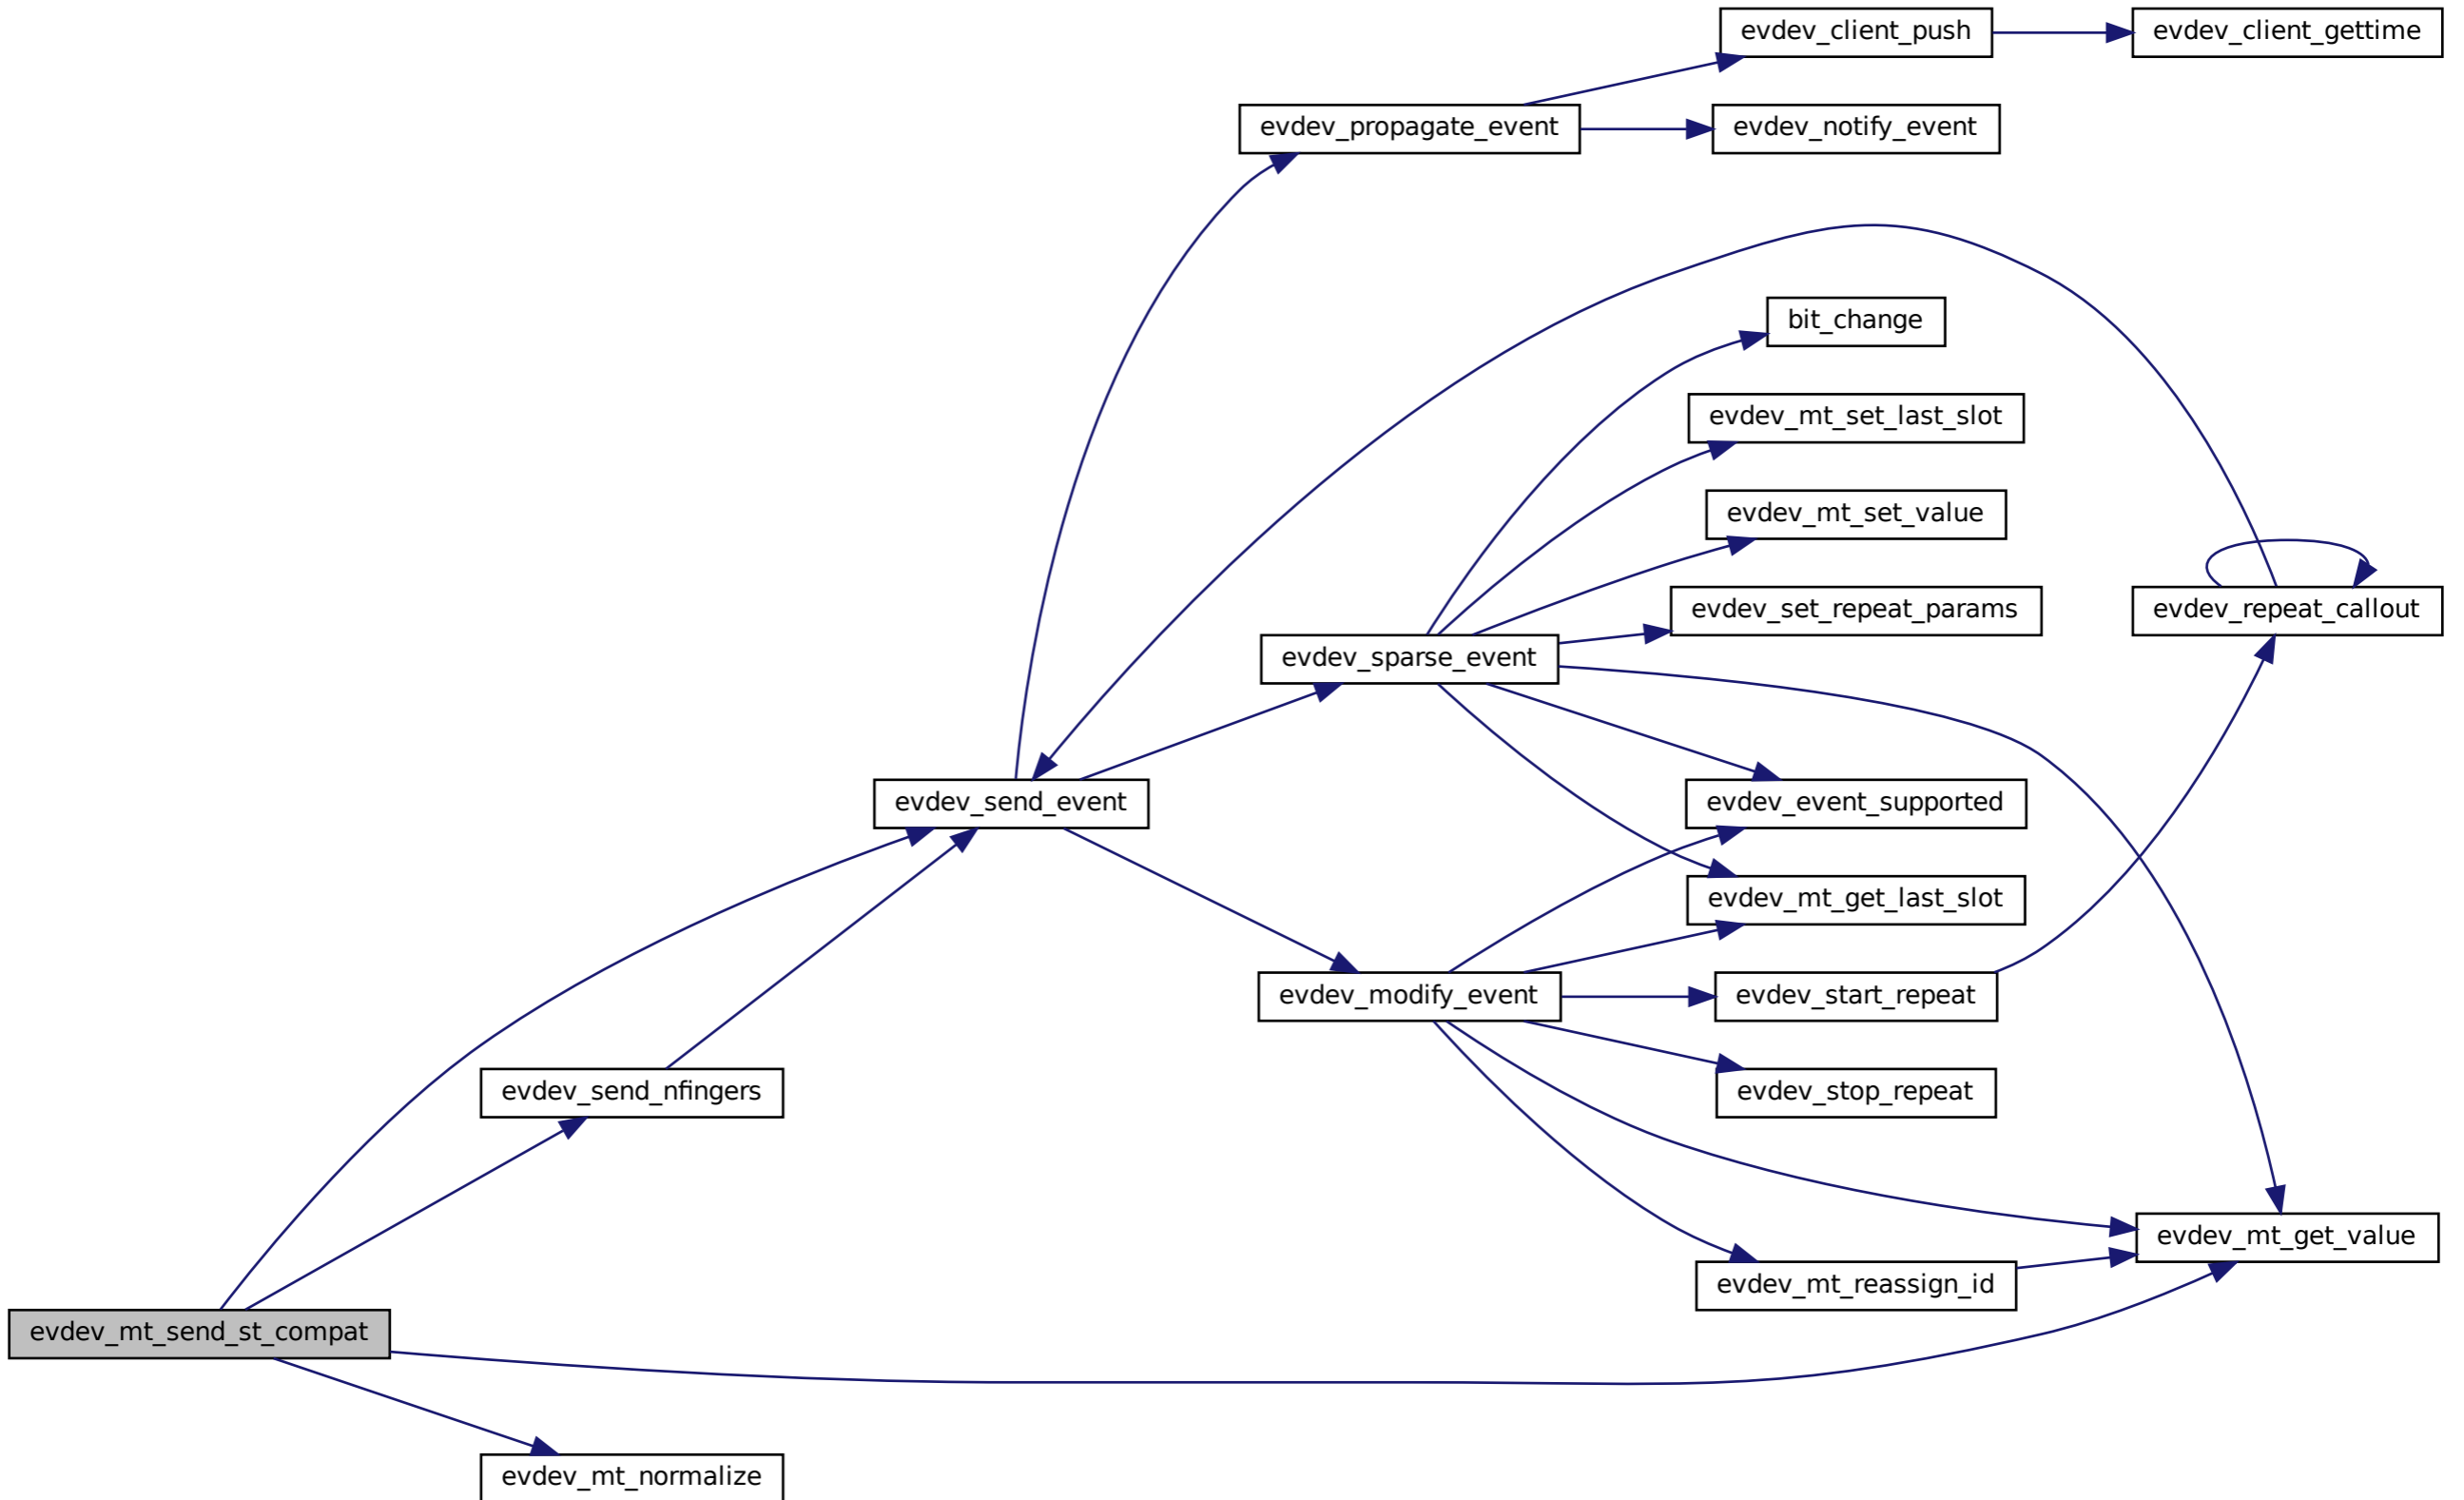 evdev_client_push
evdev_client_gettime
evdev_propagate_event
evdev_notify_event
bit_change
evdev_mt_set_last_slot
evdev_mt_set_value
evdev_set_repeat_params
evdev_repeat_callout
evdev_sparse_event
evdev_send_event
evdev_event_supported
evdev_mt_get_last_slot
evdev_modify_event
evdev_start_repeat
evdev_send_nfingers
evdev_stop_repeat
evdev_mt_get_value
evdev_mt_reassign_id
evdev_mt_send_st_compat
evdev_mt_normalize